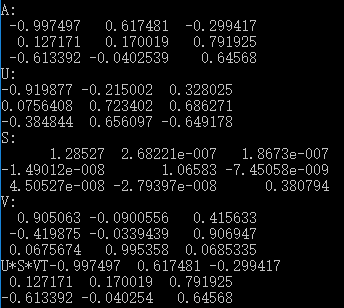 A:
-0.997497 0.617481 -0.299417
0.127171 0.170019 0.791925
-0.613392 -0.0402539 0.64568
U:
-0.919877 -0.215002 0.328025
0.0756408 0.723402 0.686271
-0.384844 0.656097 -0.649178
S:
1.28527 2.68221e-007 1.8673e-007
-1.49012e-008 1.06583 -7.45058e-009
4.50527e-008 -2.79397e-008 0.380794
V:
0.905063 -0.0900556 0.415633
-0.419875 -0.0339439 0.906947
0.0675674 0.995358 0.0685335
U*S*VT-0.997497 0.617481 -0.299417
0.127171 0.170019 0.791925
-0.613392 -0.040254 0.64568